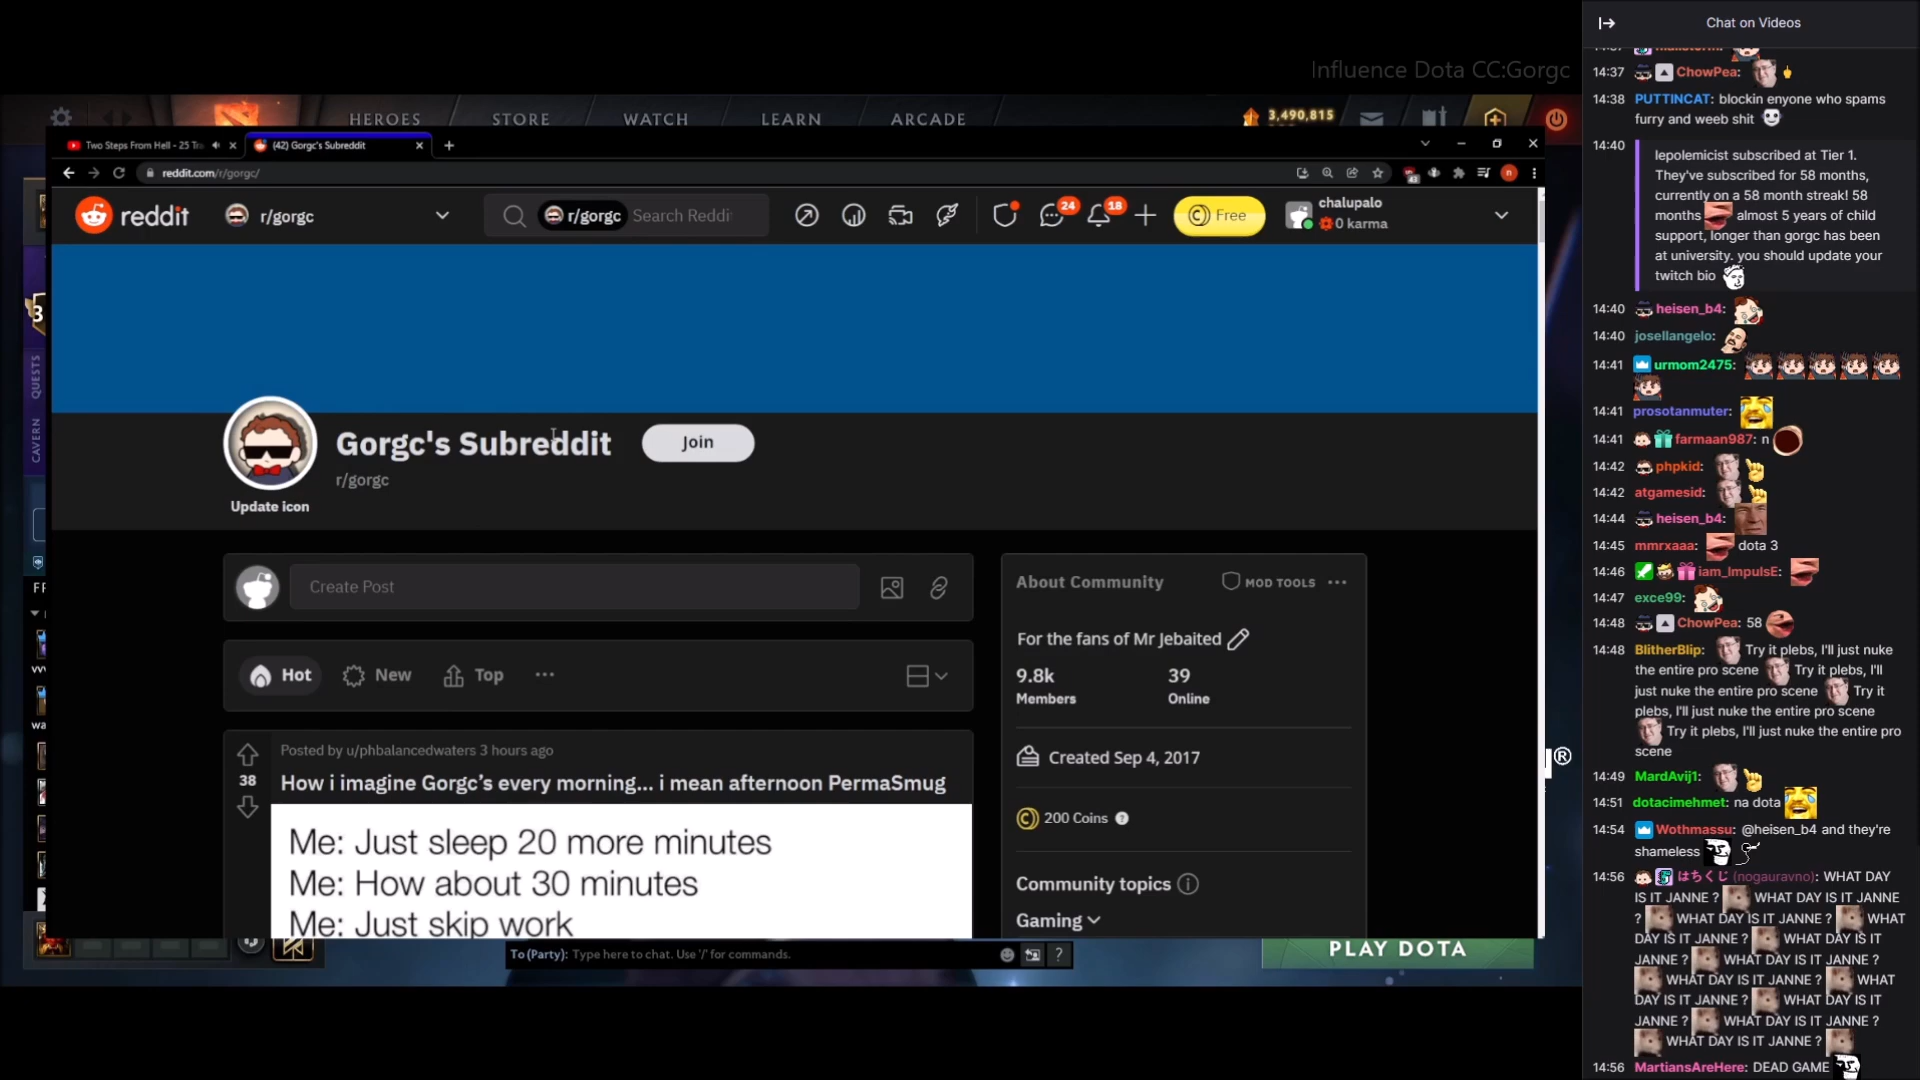 Influence Dota CC:Gorgc
HEROES STORE WATCH LEARN ARCADE 3,490,815
Two Steps From Hell - 25 Tra
(42) Gorgc's Subreddit
reddit.com/r/gorgc/
reddit r/gorgc r/gorgc Search Reddit 24 18 Free chalupalo
0 karma
Gorgc's Subreddit Join
r/gorgc
Update icon
QUESTS
CAVERN
Create Post
Hot New Top
Posted by u/phbalancedwaters 3 hours ago
38
How i imagine Gorgc's every morning... i mean afternoon PermaSmug
Me: Just sleep 20 more minutes
Me: How about 30 minutes
Me: Just skip work
About Community MOD TOOLS
For the fans of Mr Jebaited
9.8k 39
Members Online
Created Sep 4, 2017
200 Coins
Community topics
Gaming
To (Party): Type here to chat. Use '/' for commands.
PLAY DOTA
Chat on Videos
14:37 ChowPea:
14:38 PUTTINCAT: blockin enyone who spams
furry and weeb shit
14:40 lepolemicist subscribed at Tier 1.
They've subscribed for 58 months,
currently on a 58 month streak! 58
months almost 5 years of child
support, longer than gorgc has been
at university. you should update your
twitch bio
14:40 heisen_b4:
14:40 josellangelo:
14:41 urmom2475:
14:41 prosotanmuter:
14:41 farmaan987: n
14:42 phpkid:
14:42 atgamesid:
14:44 heisen_b4:
14:45 mmrxaaa: dota 3
14:46 iam_ImpulsE:
14:47 exce99:
14:48 ChowPea: 58
14:48 BlitherBlip: Try it plebs, I'll just nuke
the entire pro scene Try it plebs, I'll
just nuke the entire pro scene Try it
plebs, I'll just nuke the entire pro scene
Try it plebs, I'll just nuke the entire pro
scene
14:49 MardAvij1:
14:51 dotacimehmet: na dota
14:54 Wothmassu: @heisen_b4 and they're
shameless
14:56 はちくじ (nogauravno): WHAT DAY
IS IT JANNE ? WHAT DAY IS IT JANNE
? WHAT DAY IS IT JANNE ? WHAT
DAY IS IT JANNE ? WHAT DAY IS IT
JANNE ? WHAT DAY IS IT JANNE ?
WHAT DAY IS IT JANNE ? WHAT
DAY IS IT JANNE ? WHAT DAY IS IT
JANNE ? WHAT DAY IS IT JANNE ?
WHAT DAY IS IT JANNE ?
14:56 MartiansAreHere: DEAD GAME